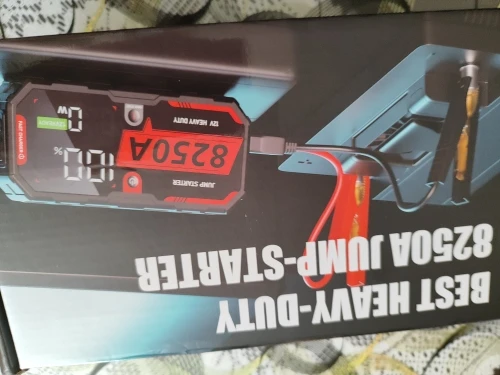 BEST HEAVY-DUTY
8250A JUMP-STARTER
JUMP STARTER
8250A
12V HEAVY DUTY
100 %
0W